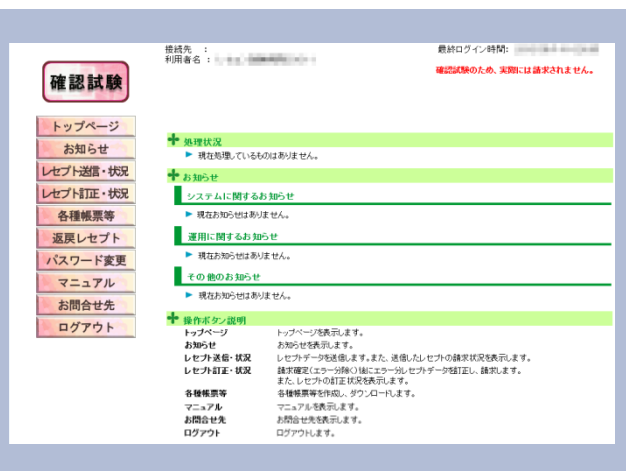 接続先　：
利用者名：
最終ログイン時間：
確認試験のため、実際には請求されません。
確認試験
トップページ
お知らせ
レセプト送信・状況
レセプト訂正・状況
各種帳票等
返戻レセプト
パスワード変更
マニュアル
お問合せ先
ログアウト
処理状況
現在処理しているものはありません。
お知らせ
システムに関するお知らせ
現在お知らせはありません。
運用に関するお知らせ
現在お知らせはありません。
その他のお知らせ
現在お知らせはありません。
操作ボタン説明
トップページ　トップページを表示します。
お知らせ　お知らせを表示します。
レセプト送信・状況　レセプトデータを送信します。また、送信したレセプトの請求状況を表示します。
レセプト訂正・状況　請求確定（エラー分除く）後にエラー分レセプトデータを訂正し、請求します。
また、レセプトの訂正状況を表示します。
各種帳票等　各種帳票等を作成し、ダウンロードします。
マニュアル　マニュアルを表示します。
お問合せ先　お問合せ先を表示します。
ログアウト　ログアウトします。